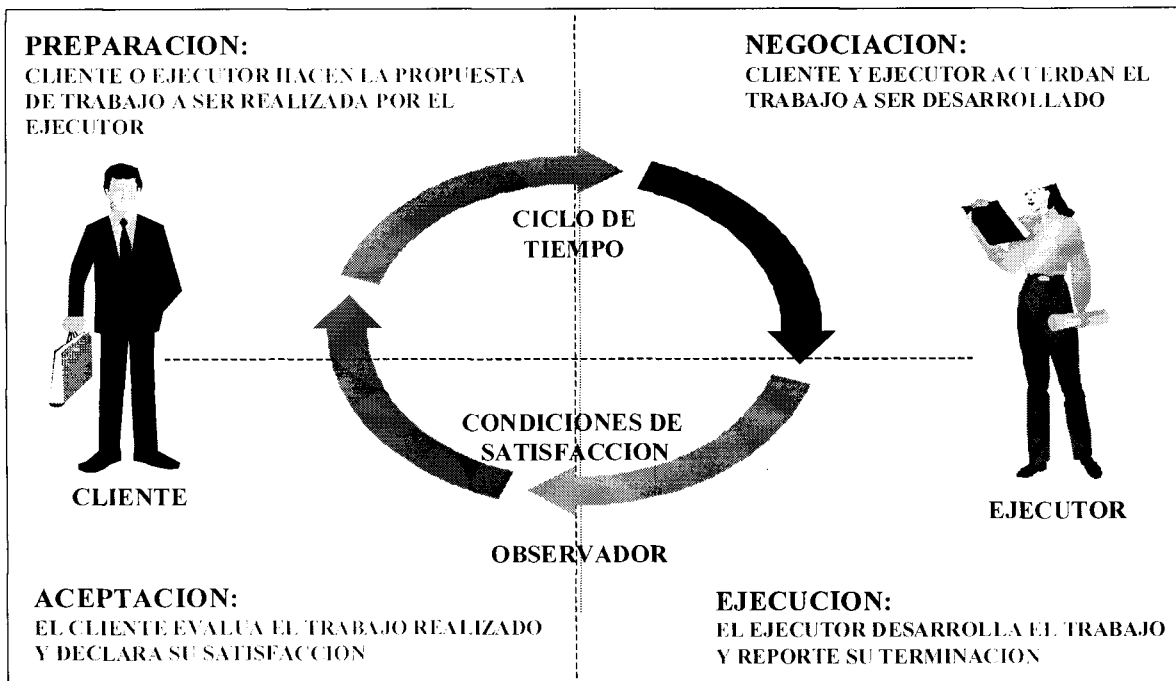 PREPARACION:
CLIENTE O EJECUTOR HACEN LA PROPUESTA
DE TRABAJO A SER REALIZADA POR EL
EJECUTOR
NEGOCIACION:
CLIENTE Y EJECUTOR ACUERDAN EL
TRABAJO A SER DESARROLLADO
CICLO DE
TIEMPO
CONDICIONES DE
SATISFACCION
CLIENTE
EJECUTOR
OBSERVADOR
ACEPTACION:
EL CLIENTE EVALUA EL TRABAJO REALIZADO
Y DECLARA SU SATISFACCION
EJECUCION:
EL EJECUTOR DESARROLLA EL TRABAJO
Y REPORTE SU TERMINACION